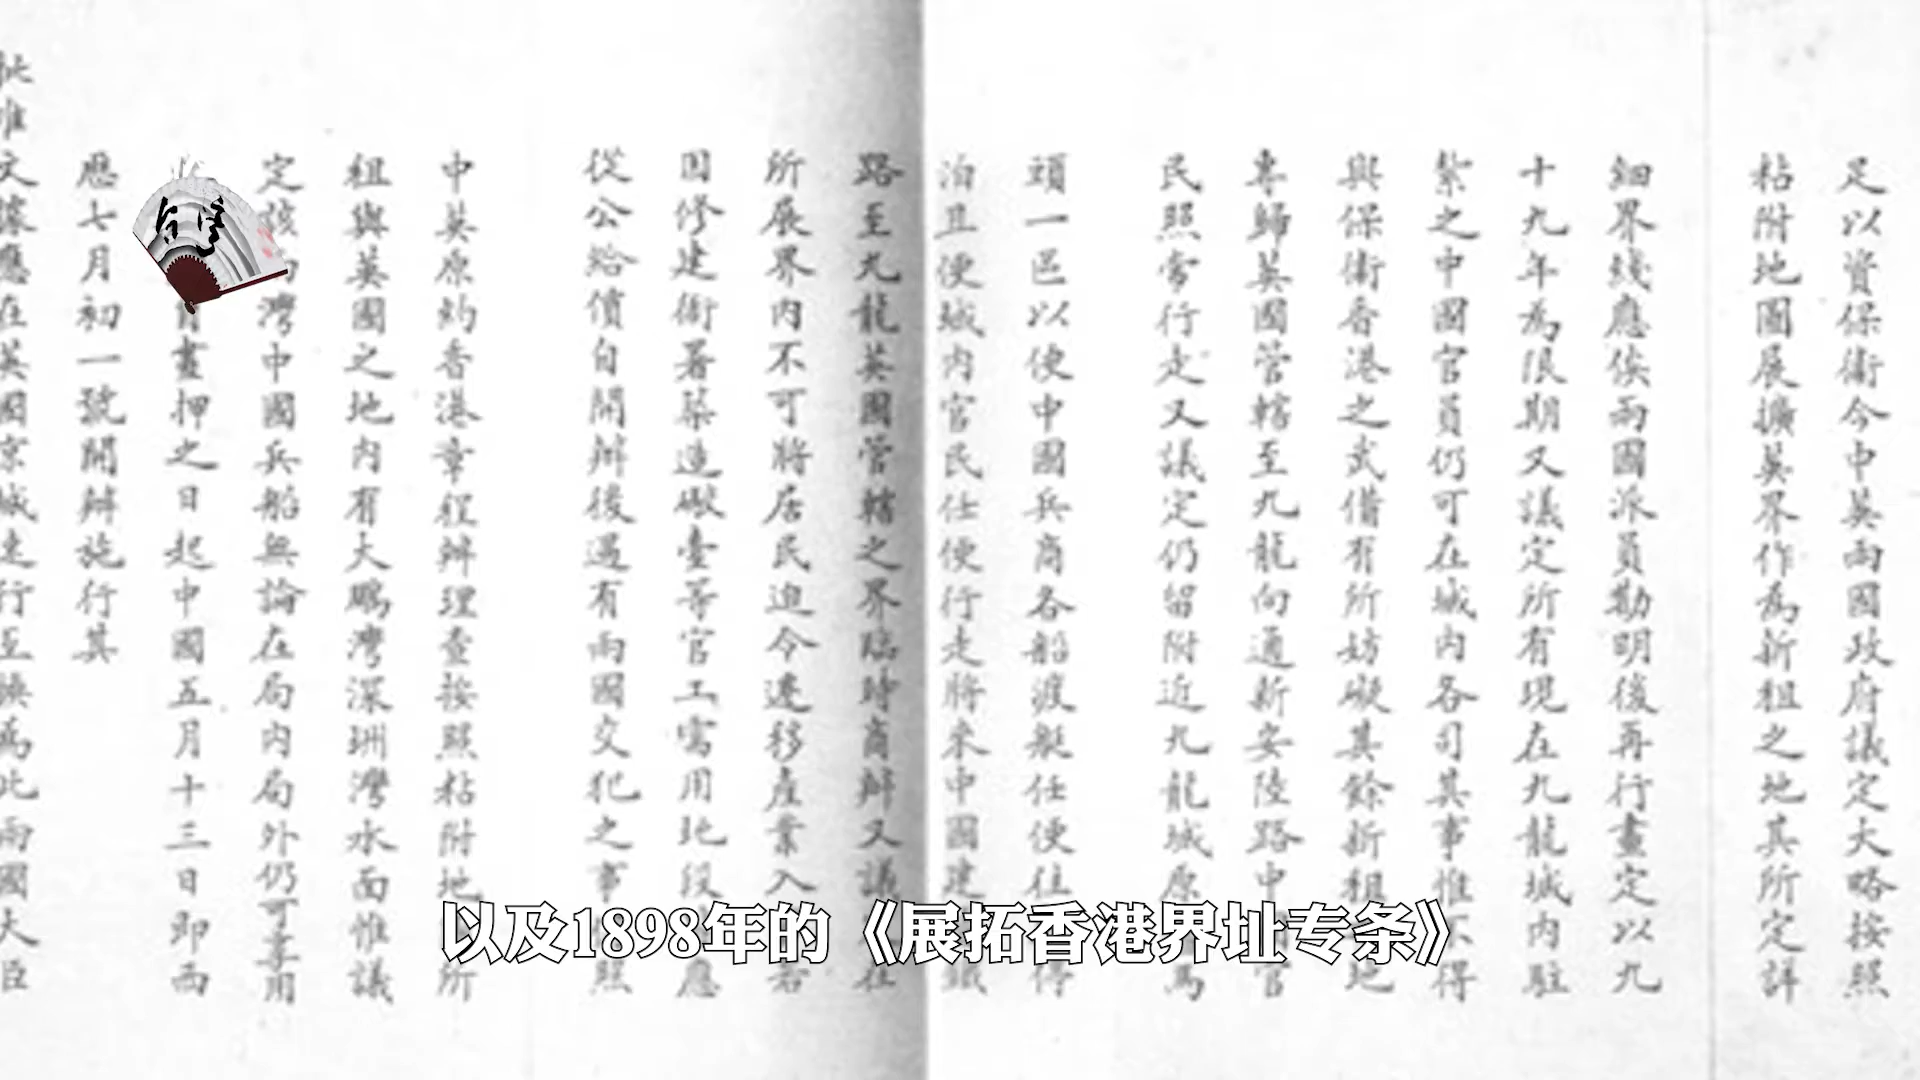 足以資保衛今中英兩國政府議定大略按照
粘附地圖展擴英界作為新租之地其所定詳
細界綫應俟兩國派員勘明後再行畫定以九
十九年為限期又議定所有現在九龍城內駐
紮之中國官員仍可在城內各司其事惟不得
與保衛香港之武備有所妨礙其餘新租之地
專歸英國管轄至九龍向通新安陸路中國官
民照常行走又議定仍留附近九龍城原馬
頭一區以便中國兵商各船渡艇任便往停
泊且便城內官民任便行走將來中國建鐵
路至九龍英國管轄之界臨時商辦又議在
所展界內不可將居民迫令遷移產業入若
因修建衙署築造礮臺等官工需用地段應
從公給價自開辦後遇有兩國交犯之事照
中英原約香港章程辦理查按照粘附地所
租與英國之地內有大鵬灣深圳灣水面惟議
定該灣中國兵船無論在局內局外仍可享用
畫押之日起中國五月十三日即西
應七月初一號開辦施行其
批准文據應在英國京城速行互換為此兩國大臣
以及1898年的《展拓香港界址专条》